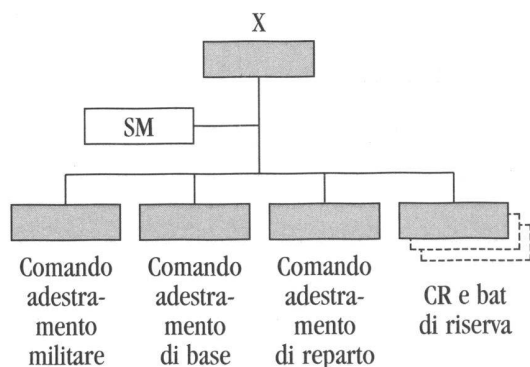 X
SM
Comando
adestra-
mento
militare
Comando
adestra-
mento
di base
Comando
adestra-
mento
di reparto
CR e bat
di riserva